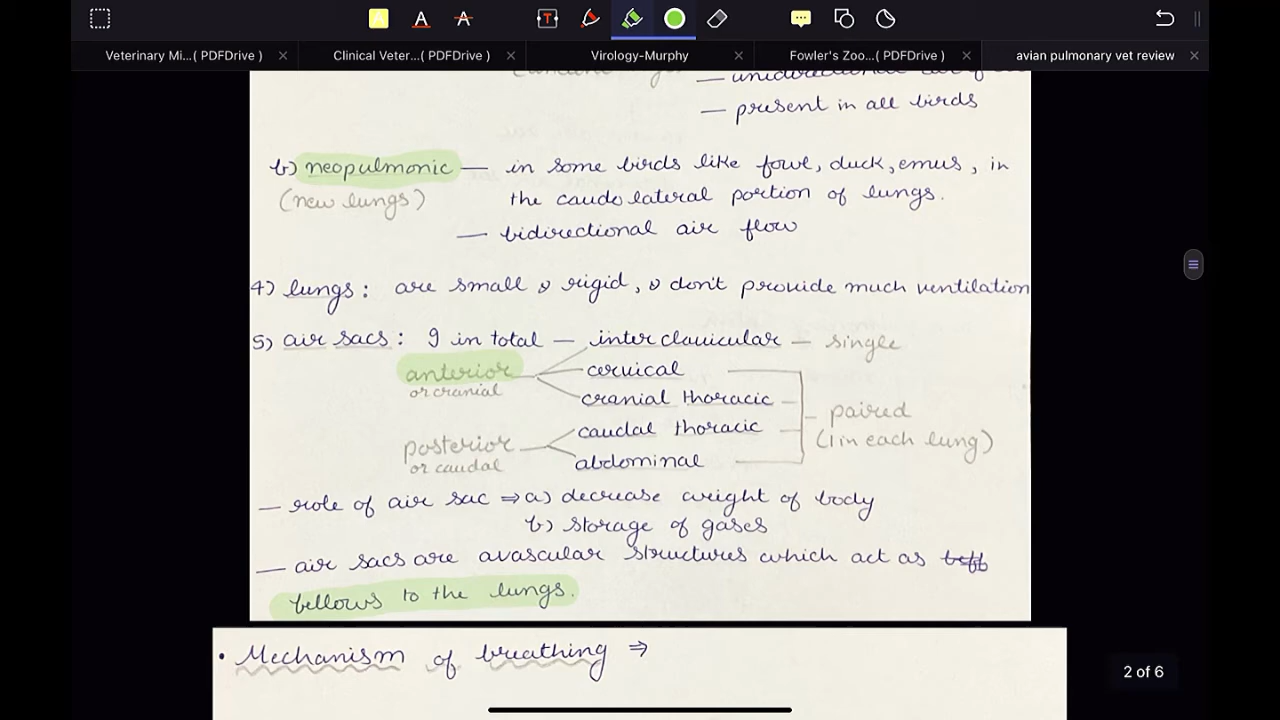 A A A T
Veterinary Mi...( PDFDrive ) × Clinical Veter...( PDFDrive ) × Virology-Murphy × Fowler's Zoo...( PDFDrive ) × avian pulmonary vet review ×
— unidirectional
— present in all birds
b) neopulmonic — in some birds like fowl, duck, emus, in
(new lungs) the caudolateral portion of lungs.
— bidirectional air flow
4) lungs : are small & rigid, & don't provide much ventilation
5) air sacs : 9 in total — interclavicular — single
anterior cervical
or cranial cranial thoracic — paired
posterior caudal thoracic (1 in each lung)
or caudal abdominal
— role of air sac ⇒ a) decrease weight of body
b) storage of gases
— air sacs are avascular structures which act as
bellows to the lungs.
• Mechanism of breathing ⇒
2 of 6